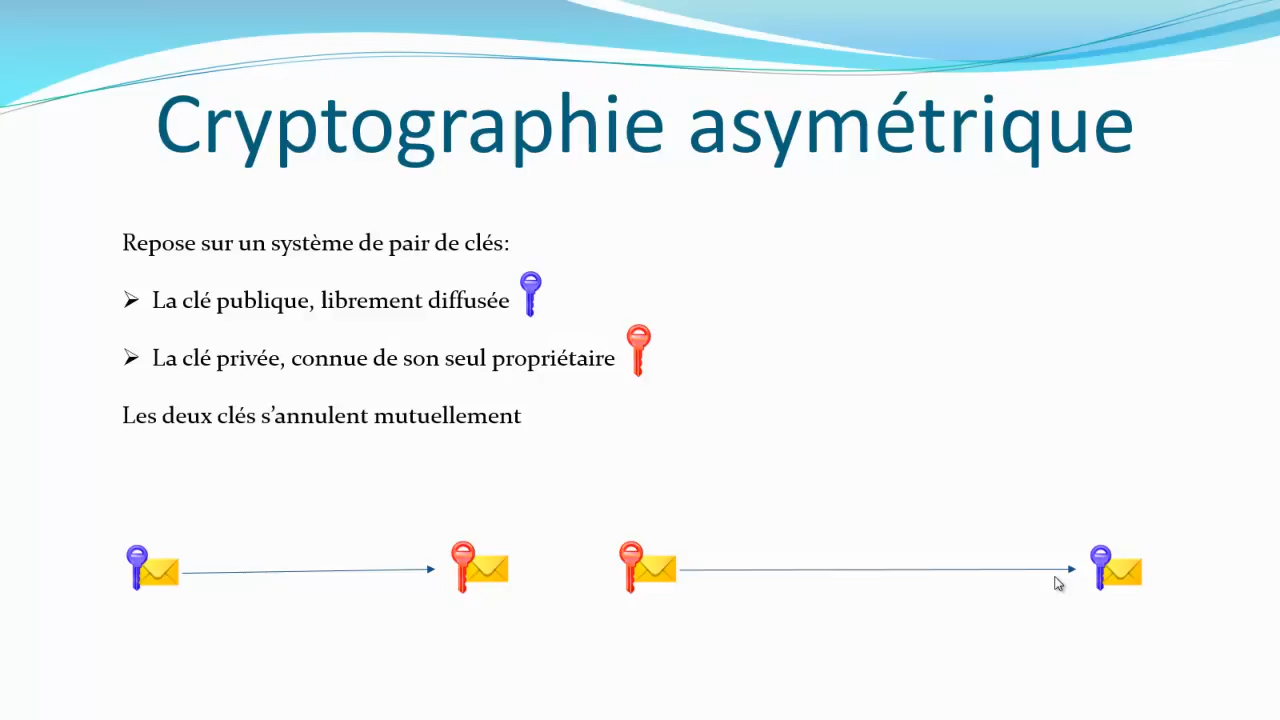 Cryptographie asymétrique
Repose sur un système de pair de clés:
La clé publique, librement diffusée
La clé privée, connue de son seul propriétaire
Les deux clés s’annulent mutuellement